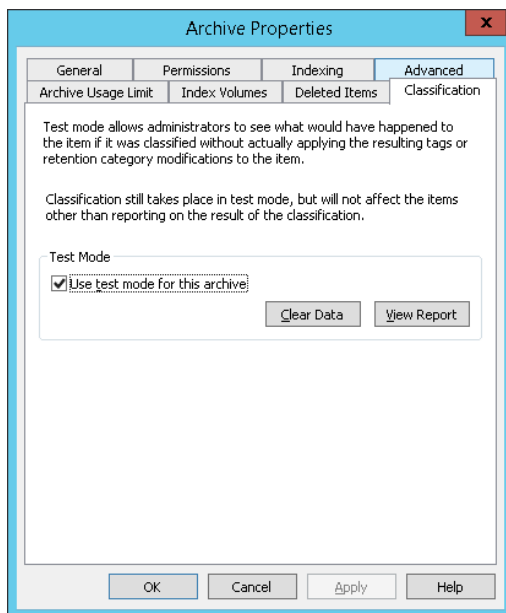 Archive Properties
x
General Permissions Indexing Advanced
Archive Usage Limit Index Volumes Deleted Items Classification
Test mode allows administrators to see what would have happened to
the item if it was classified without actually applying the resulting tags or
retention category modifications to the item.
Classification still takes place in test mode, but will not affect the items
other than reporting on the result of the classification.
Test Mode
Use test mode for this archive
Clear Data View Report
OK Cancel Apply Help